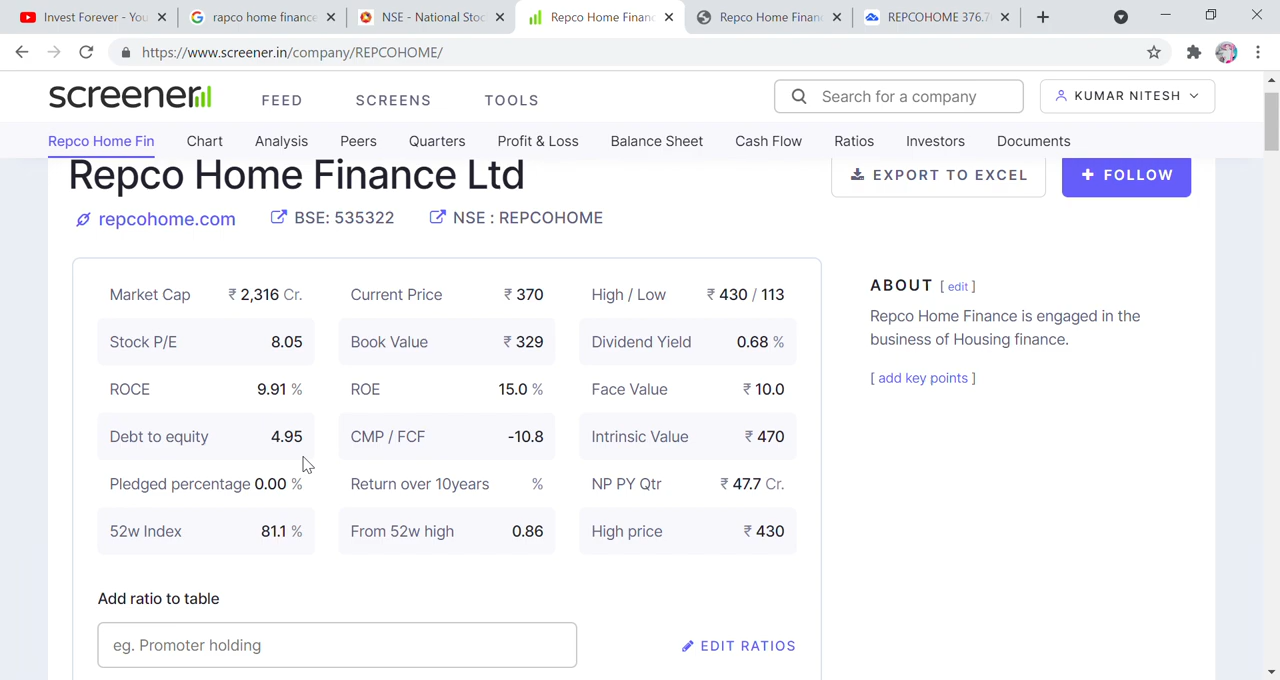 Invest Forever - You
rapco home finance
NSE - National Stoc
Repco Home Financ
Repco Home Financ
REPCOHOME 376.7
https://www.screener.in/company/REPCOHOME/
screener
FEED
SCREENS
TOOLS
Search for a company
KUMAR NITESH
Repco Home Fin
Chart
Analysis
Peers
Quarters
Profit & Loss
Balance Sheet
Cash Flow
Ratios
Investors
Documents
Repco Home Finance Ltd
EXPORT TO EXCEL
+ FOLLOW
repcohome.com
BSE: 535322
NSE : REPCOHOME
Market Cap ₹ 2,316 Cr.
Current Price ₹ 370
High / Low ₹ 430 / 113
Stock P/E 8.05
Book Value ₹ 329
Dividend Yield 0.68 %
ROCE 9.91 %
ROE 15.0 %
Face Value ₹ 10.0
Debt to equity 4.95
CMP / FCF -10.8
Intrinsic Value ₹ 470
Pledged percentage 0.00 %
Return over 10years %
NP PY Qtr ₹ 47.7 Cr.
52w Index 81.1 %
From 52w high 0.86
High price ₹ 430
ABOUT [ edit ]
Repco Home Finance is engaged in the
business of Housing finance.
[ add key points ]
Add ratio to table
eg. Promoter holding
EDIT RATIOS